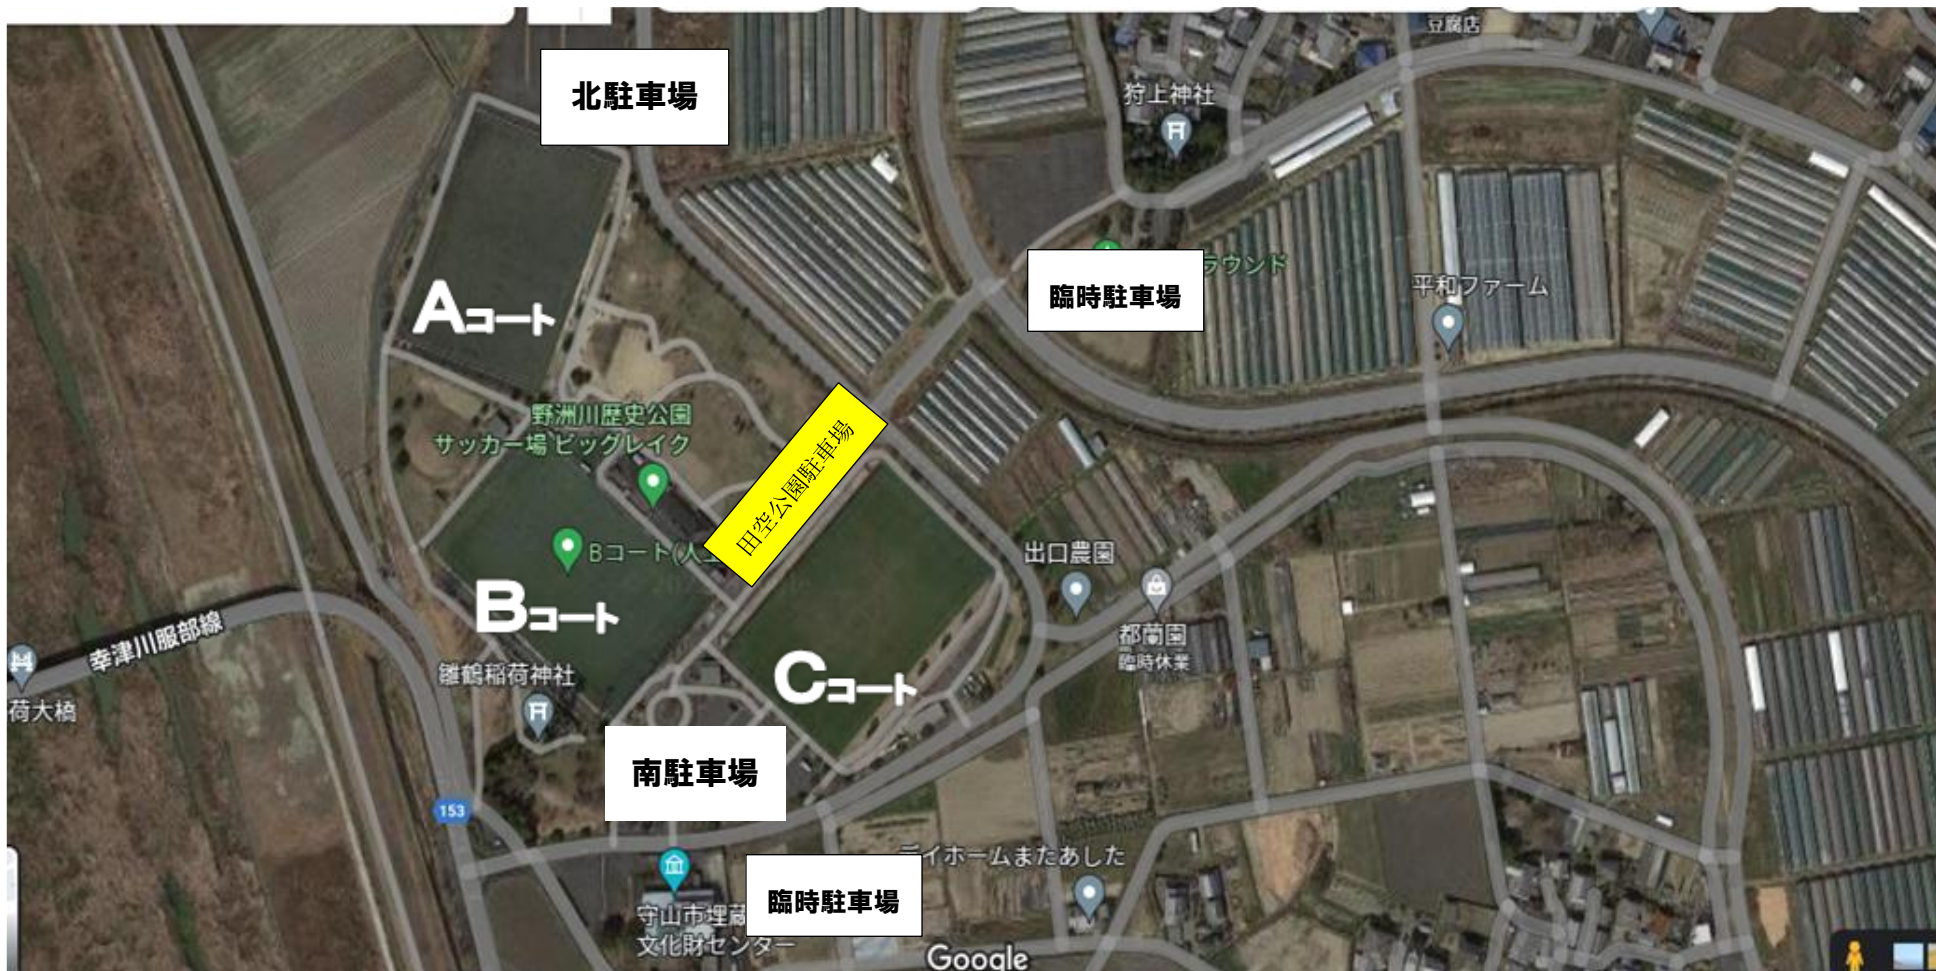 豆腐店
北駐車場
狩上神社
臨時駐車場
ラウンド
平和ファーム
Aコート
野洲川歴史公園
サッカー場 ビッグレイク
田空公園駐車場
Bコート(人工
出口農園
Bコート
都蘭園
臨時休業
幸津川服部線
雛鶴稲荷神社
Cコート
荷大橋
南駐車場
153
デイホームまたあした
臨時駐車場
守山市埋蔵
文化財センター
Google